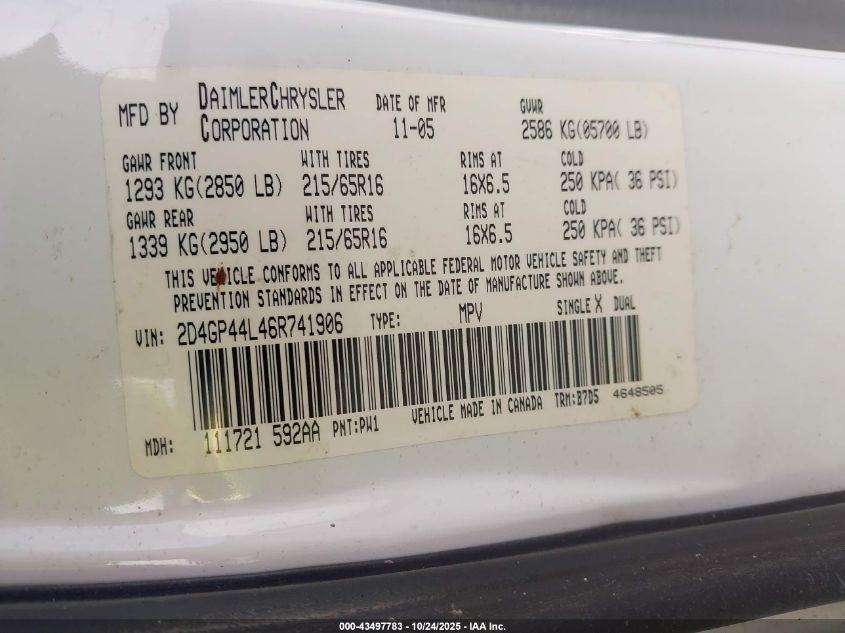 MFD BY DAIMLERCHRYSLER CORPORATION DATE OF MFR 11-05 GVWR 2586 KG(05700 LB)
GAWR FRONT WITH TIRES RIMS AT COLD
1293 KG(2850 LB) 215/65R16 16X6.5 250 KPA( 36 PSI)
GAWR REAR WITH TIRES RIMS AT COLD
1339 KG(2950 LB) 215/65R16 16X6.5 250 KPA( 36 PSI)
THIS VEHICLE CONFORMS TO ALL APPLICABLE FEDERAL MOTOR VEHICLE SAFETY AND THEFT
PREVENTION STANDARDS IN EFFECT ON THE DATE OF MANUFACTURE SHOWN ABOVE.
VIN: 2D4GP44L46R741906 TYPE: MPV SINGLE X DUAL
MDH: 111721 592AA PNT:PW1 VEHICLE MADE IN CANADA TRM:B7D5 4648505
000-43497783 - 10/24/2025 - IAA Inc.